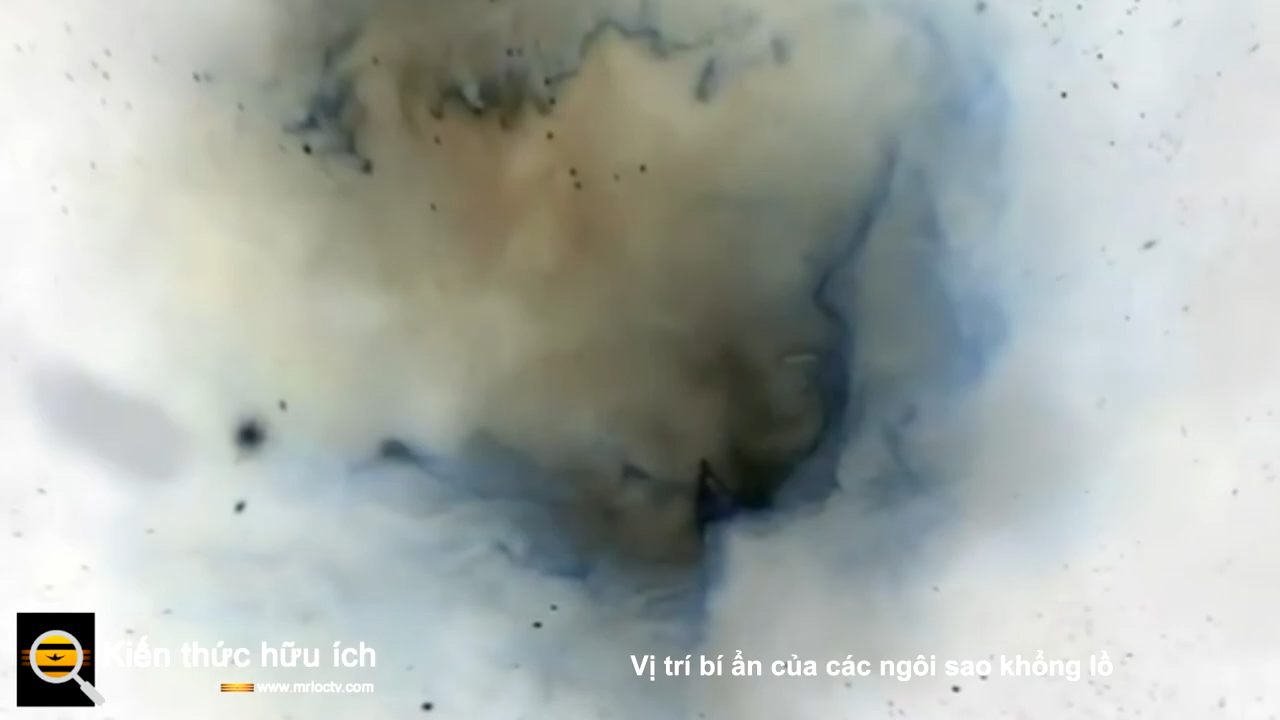 Kiến thức hữu ích
www.mrloctv.com
Vị trí bí ẩn của các ngôi sao khổng lồ